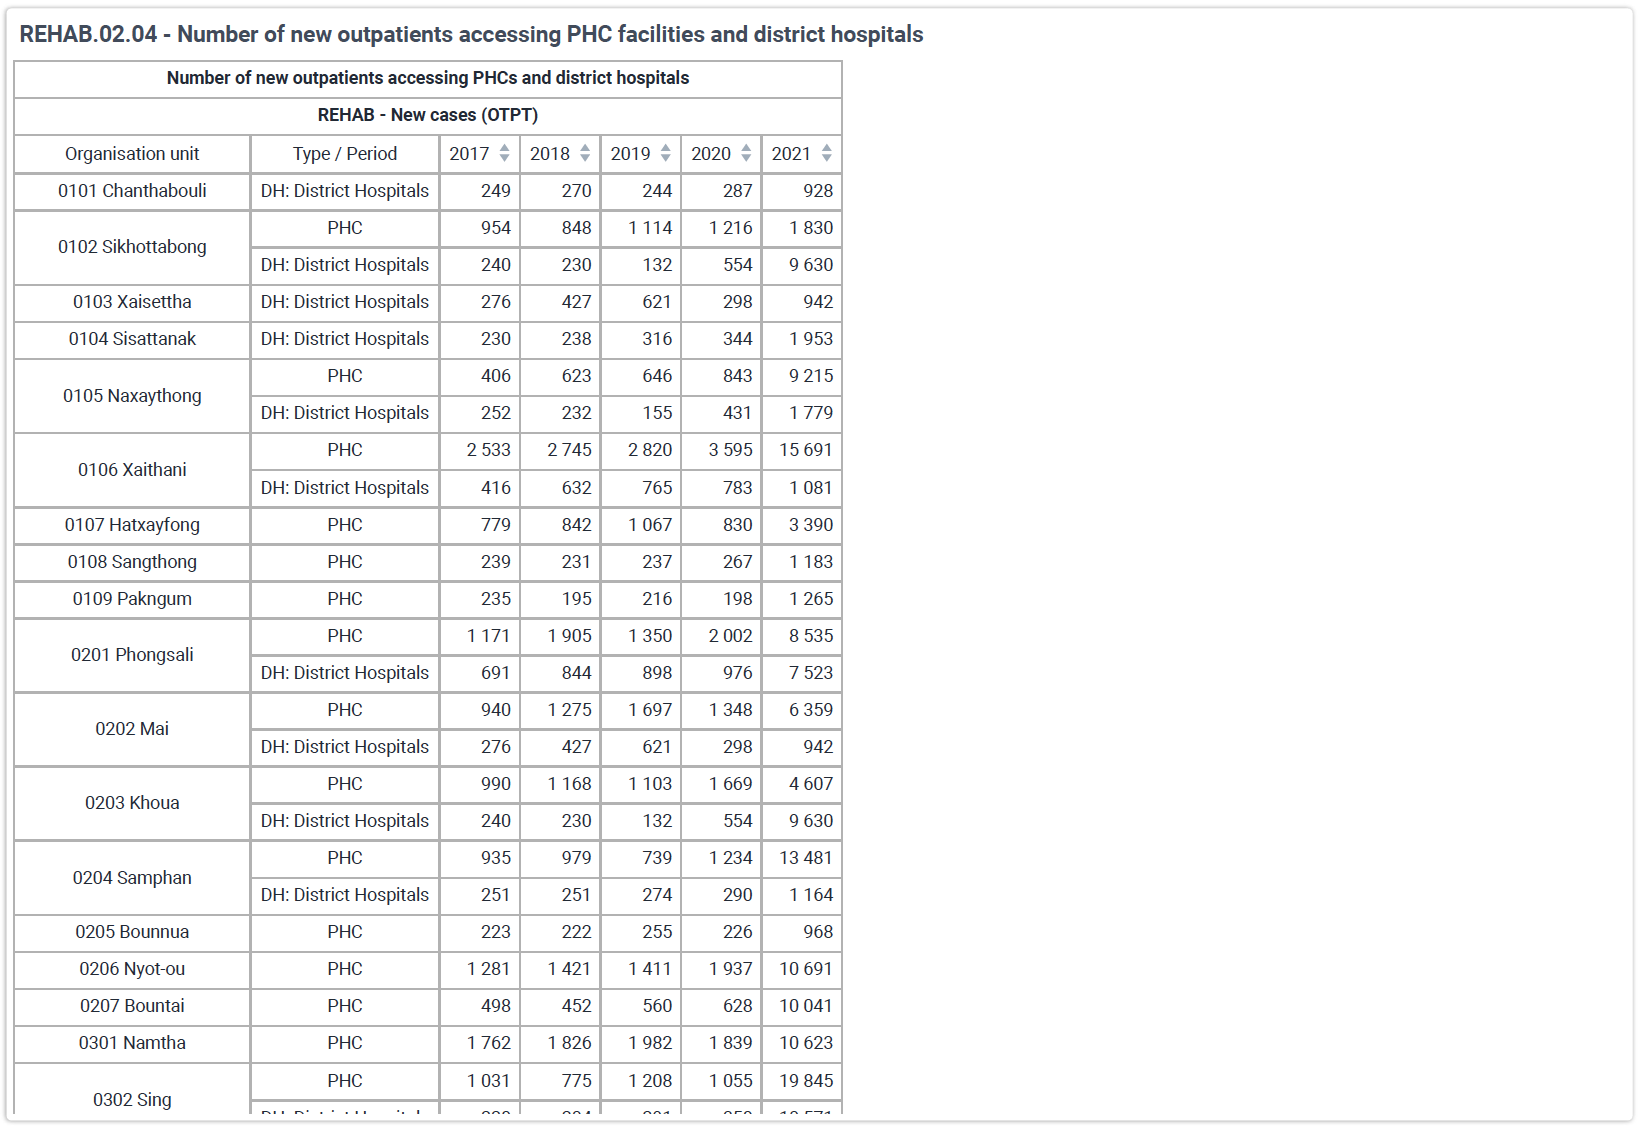 REHAB.02.04 - Number of new outpatients accessing PHC facilities and district hospitals
Number of new outpatients accessing PHCs and district hospitals
REHAB - New cases (OTPT)
Organisation unit Type / Period 2017 2018 2019 2020 2021
0101 Chanthabouli DH: District Hospitals 249 270 244 287 928
0102 Sikhottabong PHC 954 848 1 114 1 216 1 830
DH: District Hospitals 240 230 132 554 9 630
0103 Xaisettha DH: District Hospitals 276 427 621 298 942
0104 Sisattanak DH: District Hospitals 230 238 316 344 1 953
0105 Naxaythong PHC 406 623 646 843 9 215
DH: District Hospitals 252 232 155 431 1 779
0106 Xaithani PHC 2 533 2 745 2 820 3 595 15 691
DH: District Hospitals 416 632 765 783 1 081
0107 Hatxayfong PHC 779 842 1 067 830 3 390
0108 Sangthong PHC 239 231 237 267 1 183
0109 Pakngum PHC 235 195 216 198 1 265
0201 Phongsali PHC 1 171 1 905 1 350 2 002 8 535
DH: District Hospitals 691 844 898 976 7 523
0202 Mai PHC 940 1 275 1 697 1 348 6 359
DH: District Hospitals 276 427 621 298 942
0203 Khoua PHC 990 1 168 1 103 1 669 4 607
DH: District Hospitals 240 230 132 554 9 630
0204 Samphan PHC 935 979 739 1 234 13 481
DH: District Hospitals 251 251 274 290 1 164
0205 Bounnua PHC 223 222 255 226 968
0206 Nyot-ou PHC 1 281 1 421 1 411 1 937 10 691
0207 Bountai PHC 498 452 560 628 10 041
0301 Namtha PHC 1 762 1 826 1 982 1 839 10 623
0302 Sing PHC 1 031 775 1 208 1 055 19 845
DH: District Hospitals